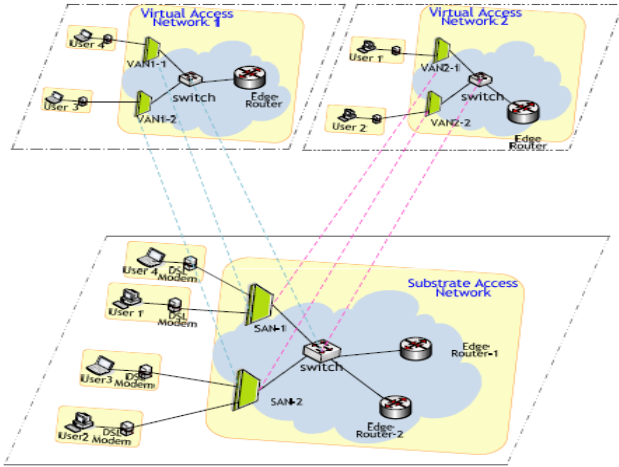 Virtual Access
Network 1
User 4
VAN1-1
switch
Edge
Router
User 3
VAN1-2
Virtual Access
Network 2
User 1
VAN2-1
switch
Edge
Router
User 2
VAN2-2
Substrate Access
Network
User 4
DSL
Modem
User 1
DSL
Modem
SAN-1
switch
Edge
Router-1
User3
DSL
Modem
SAN-2
Edge
Router-2
User2
DSL
Modem